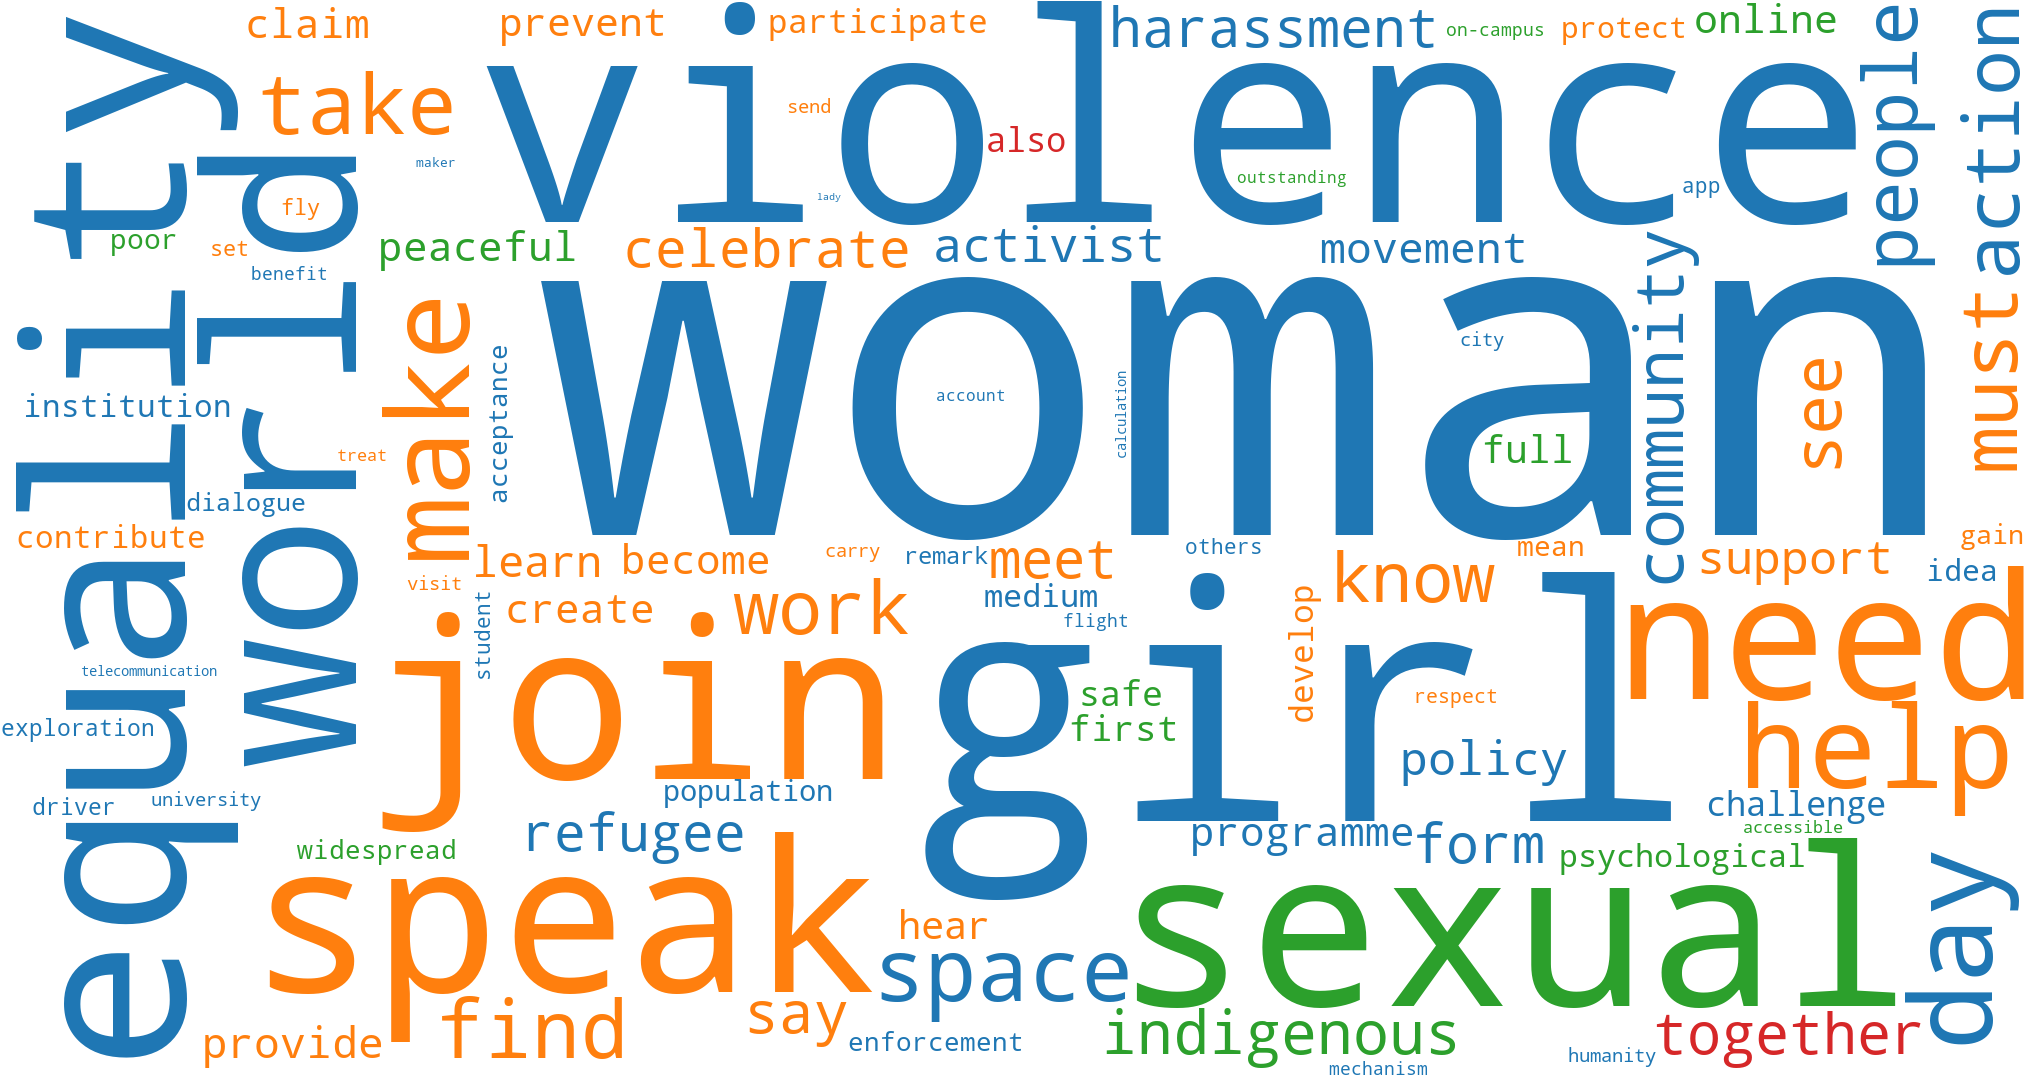 claim
prevent
participate
harassment
on-campus
protect
online
people
action
take
violence
send
also
maker
outstanding
app
lady
equality
world
fly
poor
set
benefit
peaceful
celebrate
activist
movement
community
must
make
acceptance
woman
city
account
calculation
see
institution
full
treat
dialogue
contribute
learn
become
carry
remark
meet
others
mean
support
gain
idea
visit
student
create
work
medium
flight
know
need
develop
join
girl
safe
first
respect
telecommunication
exploration
policy
help
driver
university
population
challenge
refugee
programme
form
accessible
widespread
psychological
speak
sexual
day
hear
space
provide
find
say
enforcement
indigenous
together
humanity
mechanism